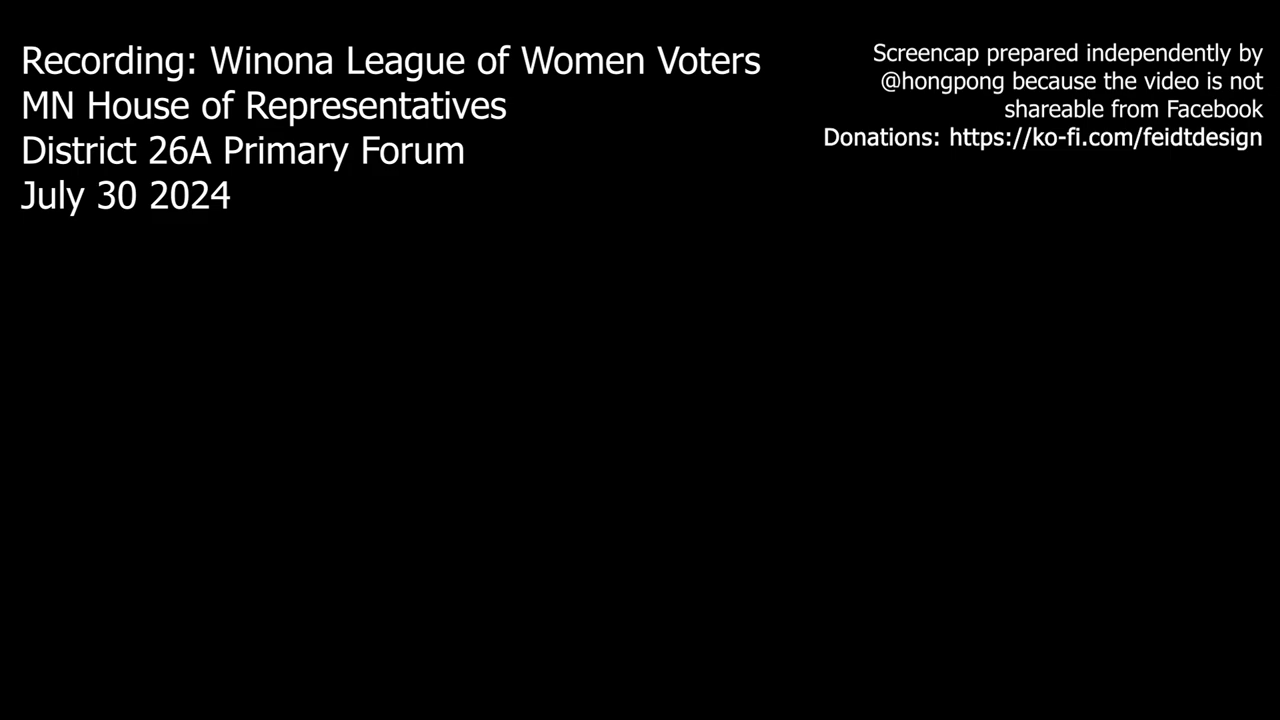 Recording: Winona League of Women Voters
MN House of Representatives
District 26A Primary Forum
July 30 2024
Screencap prepared independently by
@hongpong because the video is not
shareable from Facebook
Donations: https://ko-fi.com/feidtdesign